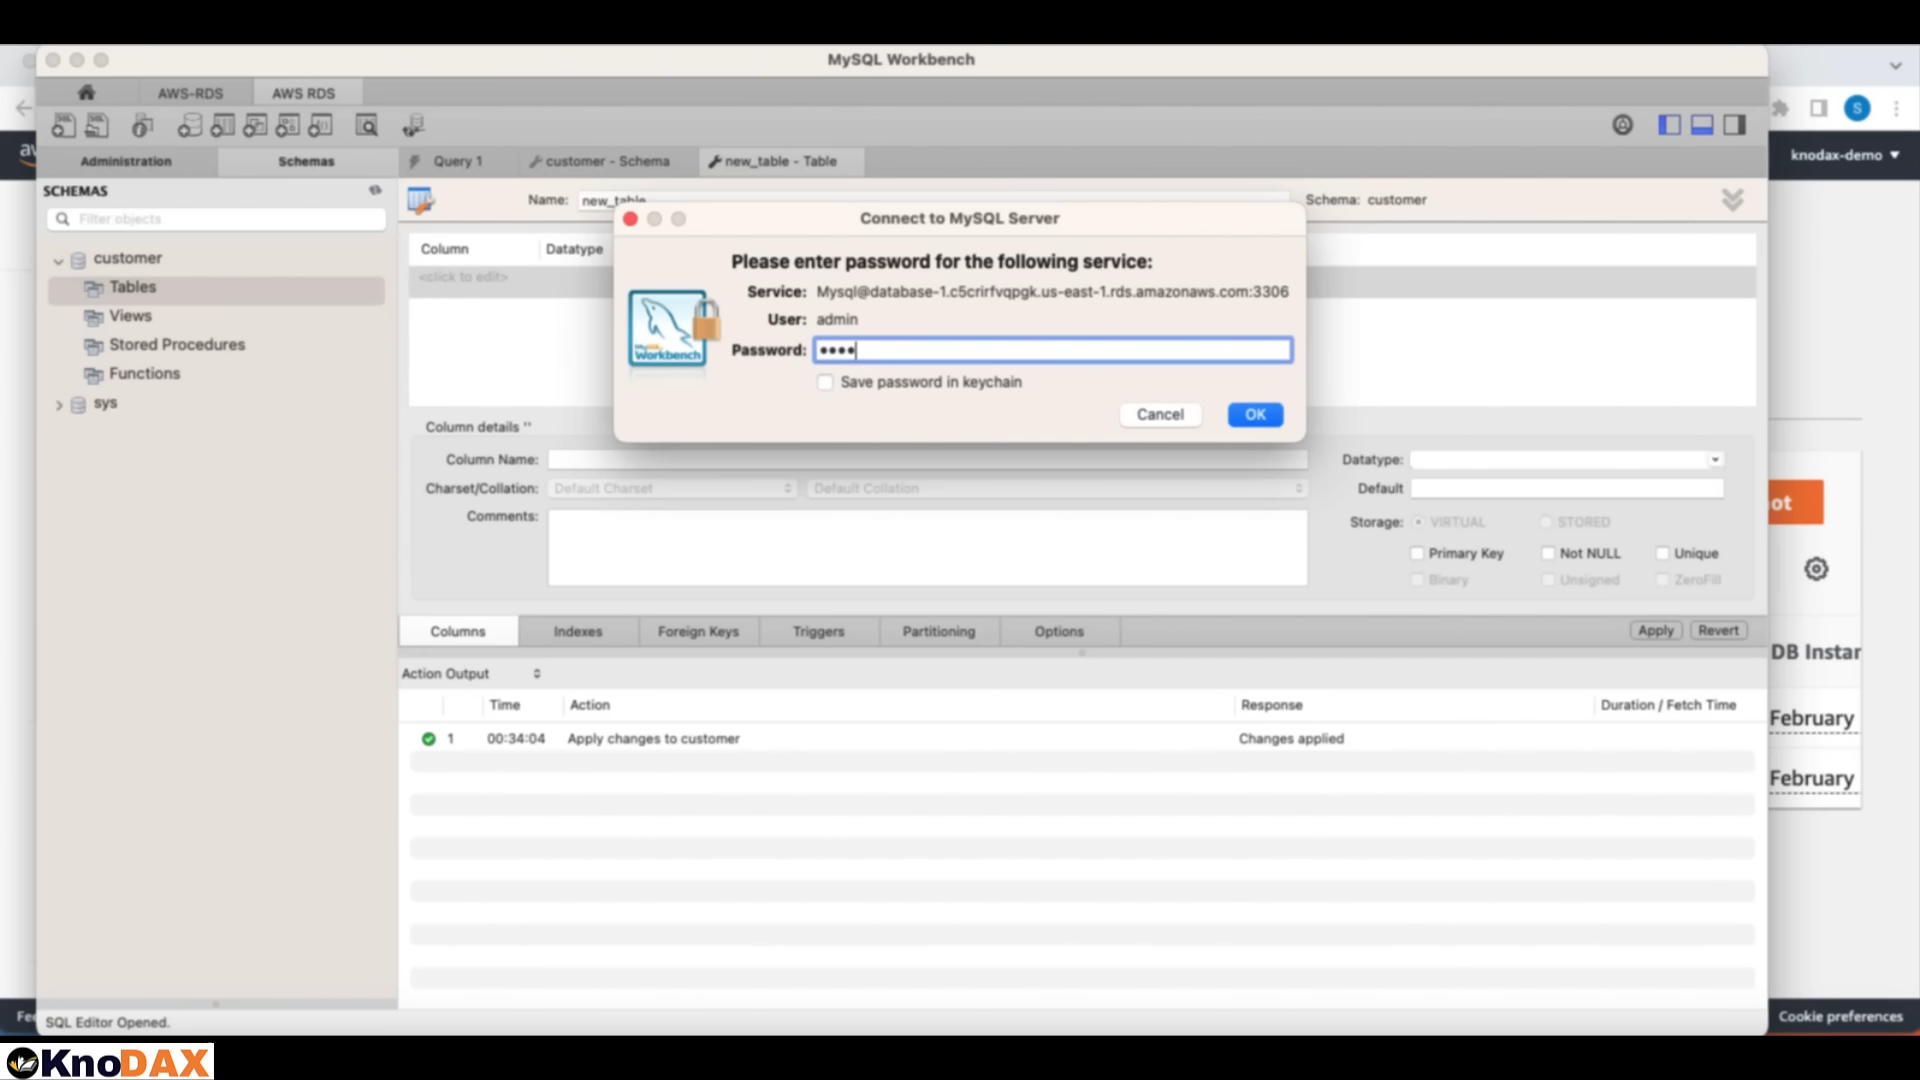 MySQL Workbench
AWS-RDS
AWS RDS
S
knodax-demo
Administration
Schemas
Query 1
customer - Schema
new_table - Table
SCHEMAS
Name: new_table
Schema: customer
Filter objects
customer
Tables
Views
Stored Procedures
Functions
sys
Column
Datatype
<click to edit>
Connect to MySQL Server
Please enter password for the following service:
Service: Mysql@database-1.c5crirfvqpgk.us-east-1.rds.amazonaws.com:3306
User: admin
Password: ••••
Save password in keychain
Cancel
OK
Workbench
Column details ''
Column Name:
Datatype:
Charset/Collation: Default Charset
Default Collation
Default
Comments:
Storage: VIRTUAL STORED
Primary Key Not NULL Unique
Binary Unsigned ZeroFill
Columns
Indexes
Foreign Keys
Triggers
Partitioning
Options
Apply
Revert
Action Output
Time Action Response Duration / Fetch Time
1 00:34:04 Apply changes to customer Changes applied
ot
DB Instar
February
February
SQL Editor Opened.
Fee
Cookie preferences
KnoDAX